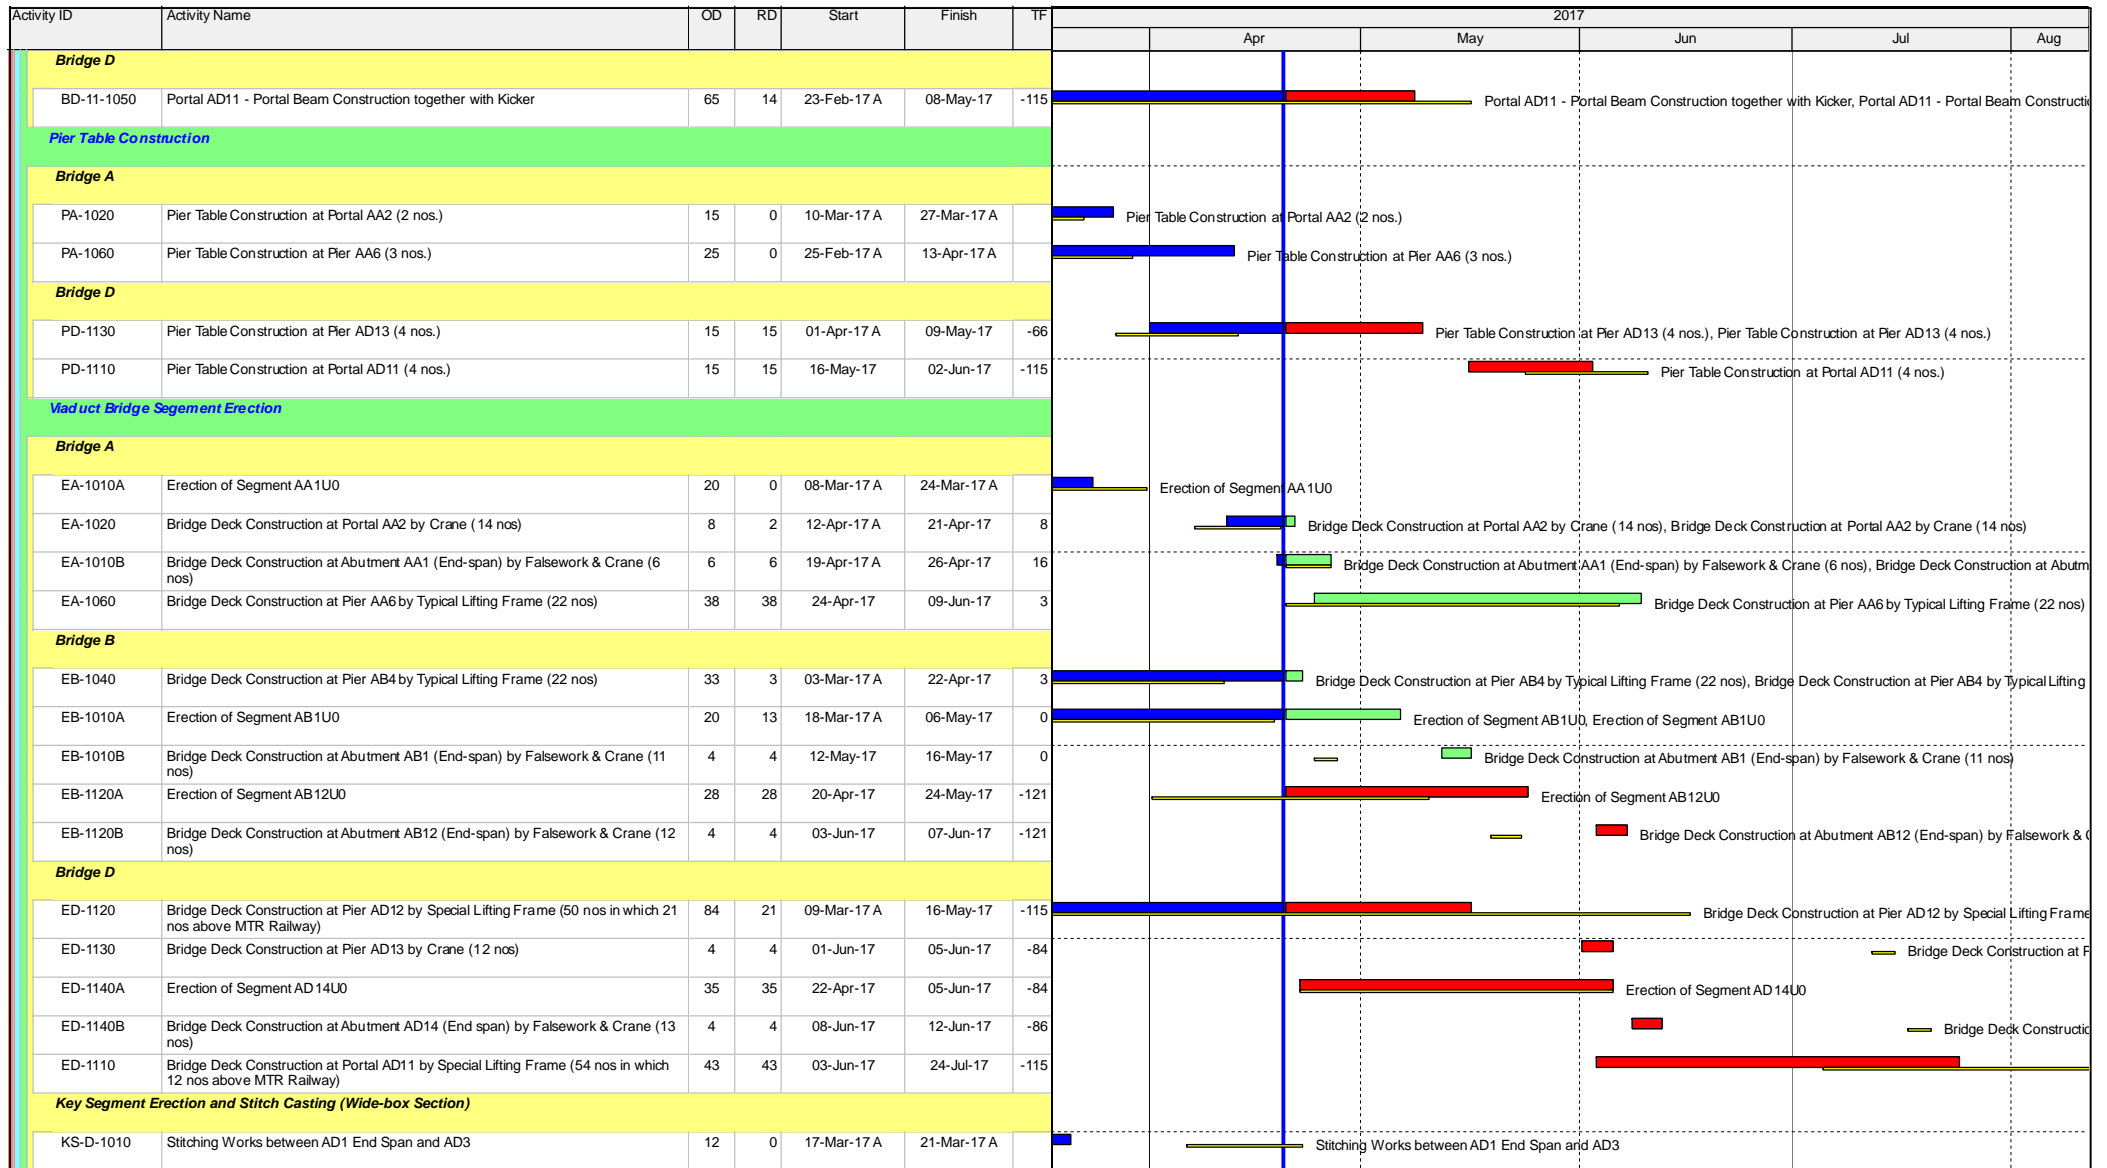 Activity ID Activity Name OD RD Start Finish TF 2017
Apr May Jun Jul Aug
Bridge D
BD-11-1050 Portal AD11 - Portal Beam Construction together with Kicker 65 14 23-Feb-17 A 08-May-17 -115 Portal AD11 - Portal Beam Construction together with Kicker, Portal AD11 - Portal Beam Constructi
Pier Table Construction
Bridge A
PA-1020 Pier Table Construction at Portal AA2 (2 nos.) 15 0 10-Mar-17 A 27-Mar-17 A Pier Table Construction at Portal AA2 (2 nos.)
PA-1060 Pier Table Construction at Pier AA6 (3 nos.) 25 0 25-Feb-17 A 13-Apr-17 A Pier Table Construction at Pier AA6 (3 nos.)
Bridge D
PD-1130 Pier Table Construction at Pier AD13 (4 nos.) 15 15 01-Apr-17 A 09-May-17 -66 Pier Table Construction at Pier AD13 (4 nos.), Pier Table Construction at Pier AD13 (4 nos.)
PD-1110 Pier Table Construction at Portal AD11 (4 nos.) 15 15 16-May-17 02-Jun-17 -115 Pier Table Construction at Portal AD11 (4 nos.)
Viaduct Bridge Segement Erection
Bridge A
EA-1010A Erection of Segment AA1U0 20 0 08-Mar-17 A 24-Mar-17 A Erection of Segment AA1U0
EA-1020 Bridge Deck Construction at Portal AA2 by Crane (14 nos) 8 2 12-Apr-17 A 21-Apr-17 8 Bridge Deck Construction at Portal AA2 by Crane (14 nos), Bridge Deck Construction at Portal AA2 by Crane (14 nos)
EA-1010B Bridge Deck Construction at Abutment AA1 (End-span) by Falsework & Crane (6 6 6 19-Apr-17 A 26-Apr-17 16 Bridge Deck Construction at Abutment AA1 (End-span) by Falsework & Crane (6 nos), Bridge Deck Construction at Abutm
nos)
EA-1060 Bridge Deck Construction at Pier AA6 by Typical Lifting Frame (22 nos) 38 38 24-Apr-17 09-Jun-17 3 Bridge Deck Construction at Pier AA6 by Typical Lifting Frame (22 nos)
Bridge B
EB-1040 Bridge Deck Construction at Pier AB4 by Typical Lifting Frame (22 nos) 33 3 03-Mar-17 A 22-Apr-17 3 Bridge Deck Construction at Pier AB4 by Typical Lifting Frame (22 nos), Bridge Deck Construction at Pier AB4 by Typical Lifting
EB-1010A Erection of Segment AB1U0 20 13 18-Mar-17 A 06-May-17 0 Erection of Segment AB1U0, Erection of Segment AB1U0
EB-1010B Bridge Deck Construction at Abutment AB1 (End-span) by Falsework & Crane (11 4 4 12-May-17 16-May-17 0 Bridge Deck Construction at Abutment AB1 (End-span) by Falsework & Crane (11 nos)
nos)
EB-1120A Erection of Segment AB12U0 28 28 20-Apr-17 24-May-17 -121 Erection of Segment AB12U0
EB-1120B Bridge Deck Construction at Abutment AB12 (End-span) by Falsework & Crane (12 4 4 03-Jun-17 07-Jun-17 -121 Bridge Deck Construction at Abutment AB12 (End-span) by Falsework &
nos)
Bridge D
ED-1120 Bridge Deck Construction at Pier AD12 by Special Lifting Frame (50 nos in which 21 84 21 09-Mar-17 A 16-May-17 -115 Bridge Deck Construction at Pier AD12 by Special Lifting Frame
nos above MTR Railway)
ED-1130 Bridge Deck Construction at Pier AD13 by Crane (12 nos) 4 4 01-Jun-17 05-Jun-17 -84 Bridge Deck Construction at
ED-1140A Erection of Segment AD14U0 35 35 22-Apr-17 05-Jun-17 -84 Erection of Segment AD14U0
ED-1140B Bridge Deck Construction at Abutment AD14 (End span) by Falsework & Crane (13 4 4 08-Jun-17 12-Jun-17 -86 Bridge Deck Constructio
nos)
ED-1110 Bridge Deck Construction at Portal AD11 by Special Lifting Frame (54 nos in which 43 43 03-Jun-17 24-Jul-17 -115
12 nos above MTR Railway)
Key Segment Erection and Stitch Casting (Wide-box Section)
KS-D-1010 Stitching Works between AD1 End Span and AD3 12 0 17-Mar-17 A 21-Mar-17 A Stitching Works between AD1 End Span and AD3